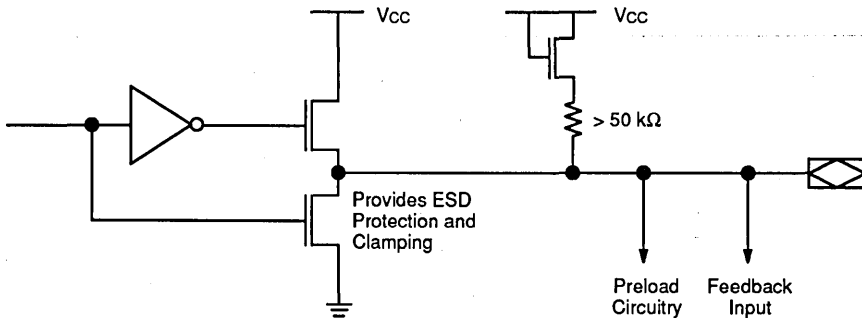 Vcc
Vcc
> 50 kΩ
Provides ESD
Protection and
Clamping
Preload
Circuitry
Feedback
Input